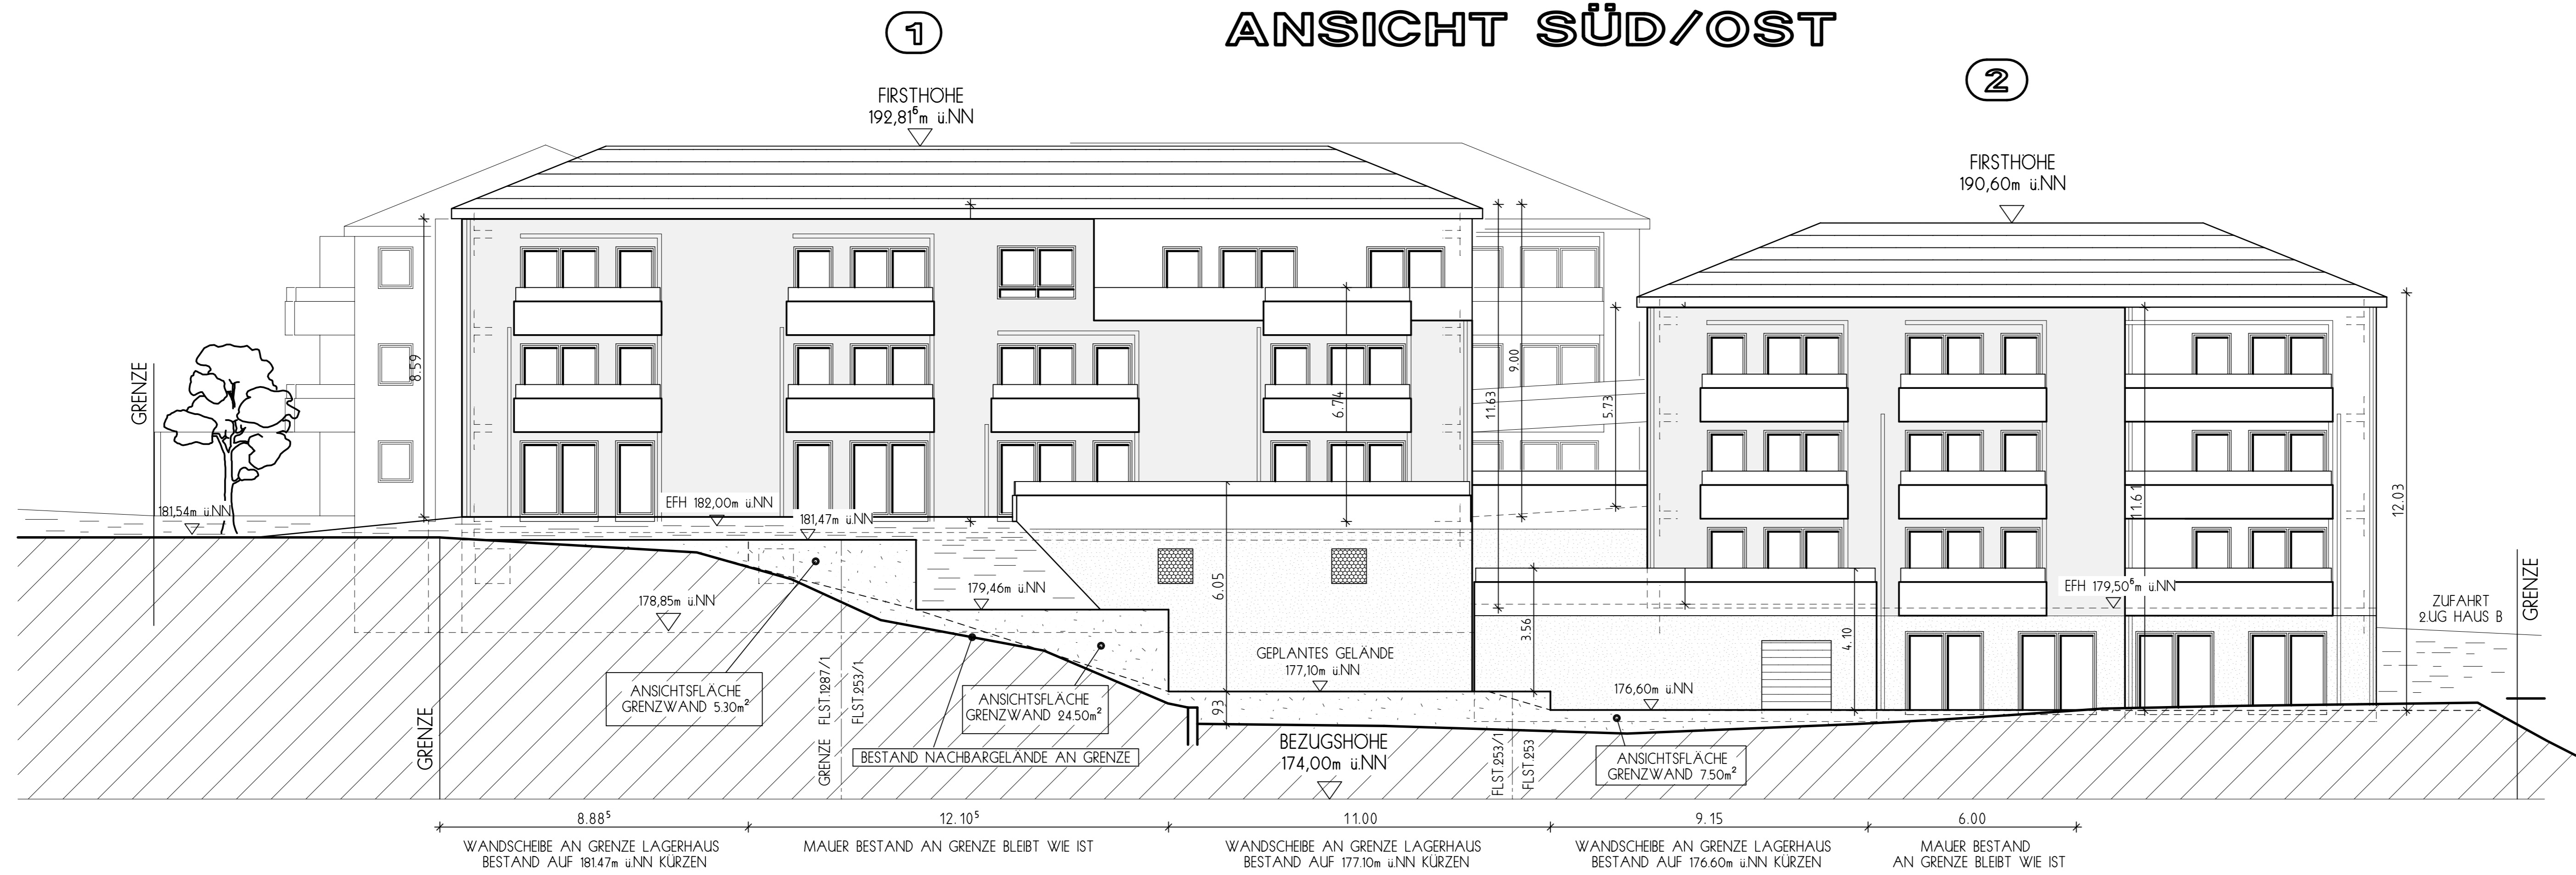 1
ANSICHT SÜD/OST
2
FIRSTHÖHE
192,81⁵m ü.NN
FIRSTHÖHE
190,60m ü.NN
GRENZE
8.59
6.74
11.63
9.00
5.73
11.61
12.03
181,54m ü.NN
EFH 182,00m ü.NN
181,47m ü.NN
179,46m ü.NN
178,85m ü.NN
6.05
3.56
4.10
EFH 179,50⁵m ü.NN
ZUFAHRT
2.UG HAUS B
GRENZE
GEPLANTES GELÄNDE
177,10m ü.NN
176,60m ü.NN
93
ANSICHTSFLÄCHE
GRENZWAND 5.30m²
GRENZE
GRENZE FLST.1287/1
FLST.253/1
ANSICHTSFLÄCHE
GRENZWAND 24.50m²
BESTAND NACHBARGELÄNDE AN GRENZE
BEZUGSHÖHE
174,00m ü.NN
FLST.253/1
FLST.253
ANSICHTSFLÄCHE
GRENZWAND 7.50m²
8.88⁵
12.10⁵
11.00
9.15
6.00
WANDSCHEIBE AN GRENZE LAGERHAUS
BESTAND AUF 181.47m ü.NN KÜRZEN
MAUER BESTAND AN GRENZE BLEIBT WIE IST
WANDSCHEIBE AN GRENZE LAGERHAUS
BESTAND AUF 177.10m ü.NN KÜRZEN
WANDSCHEIBE AN GRENZE LAGERHAUS
BESTAND AUF 176.60m ü.NN KÜRZEN
MAUER BESTAND
AN GRENZE BLEIBT WIE IST